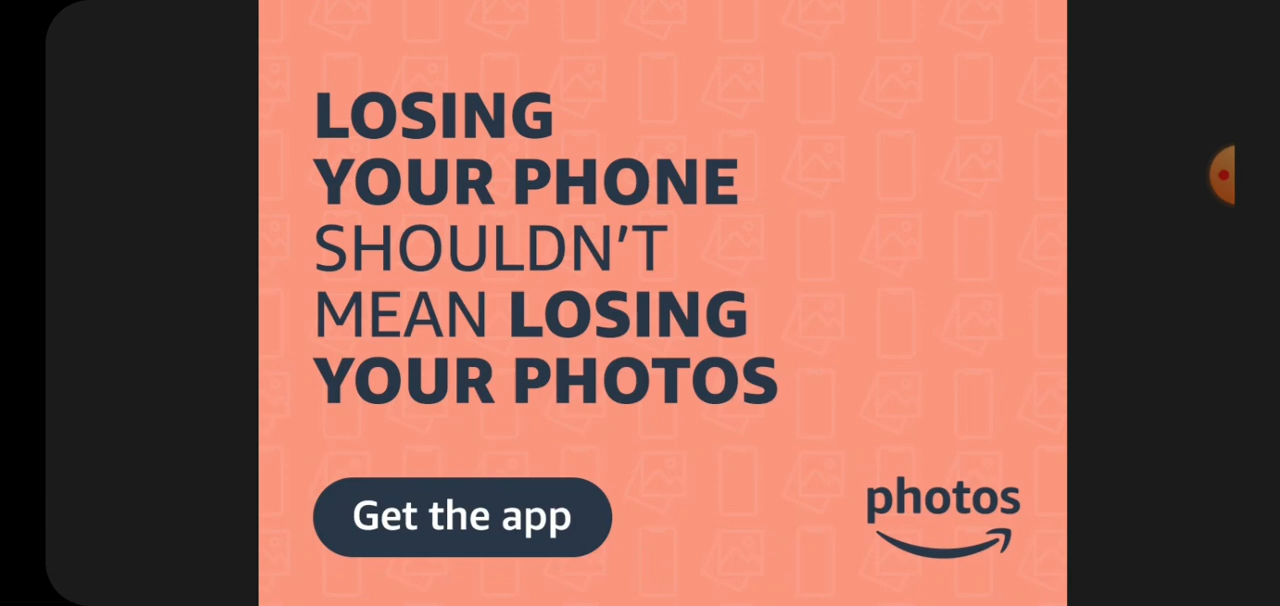 LOSING
YOUR PHONE
SHOULDN’T
MEAN LOSING
YOUR PHOTOS
Get the app
photos